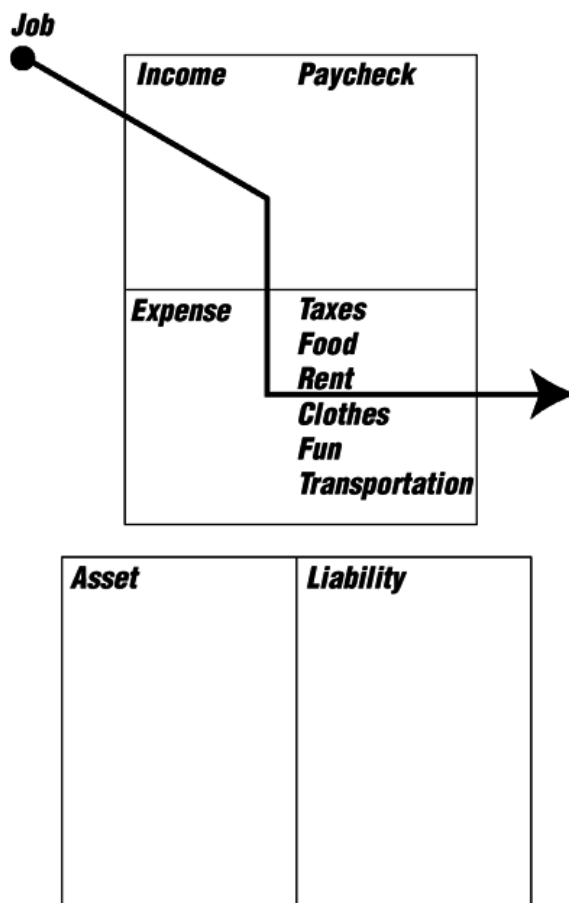 Job
Income Paycheck
Expense Taxes
Food
Rent
Clothes
Fun
Transportation
Asset Liability